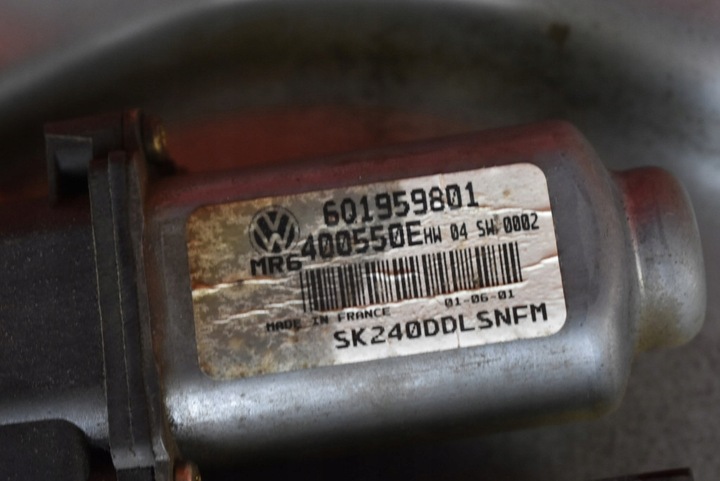 6Q1959801
MR6400550E HW 04 SW 0002
MADE IN FRANCE 01-06-01
SK240DDLSNFM